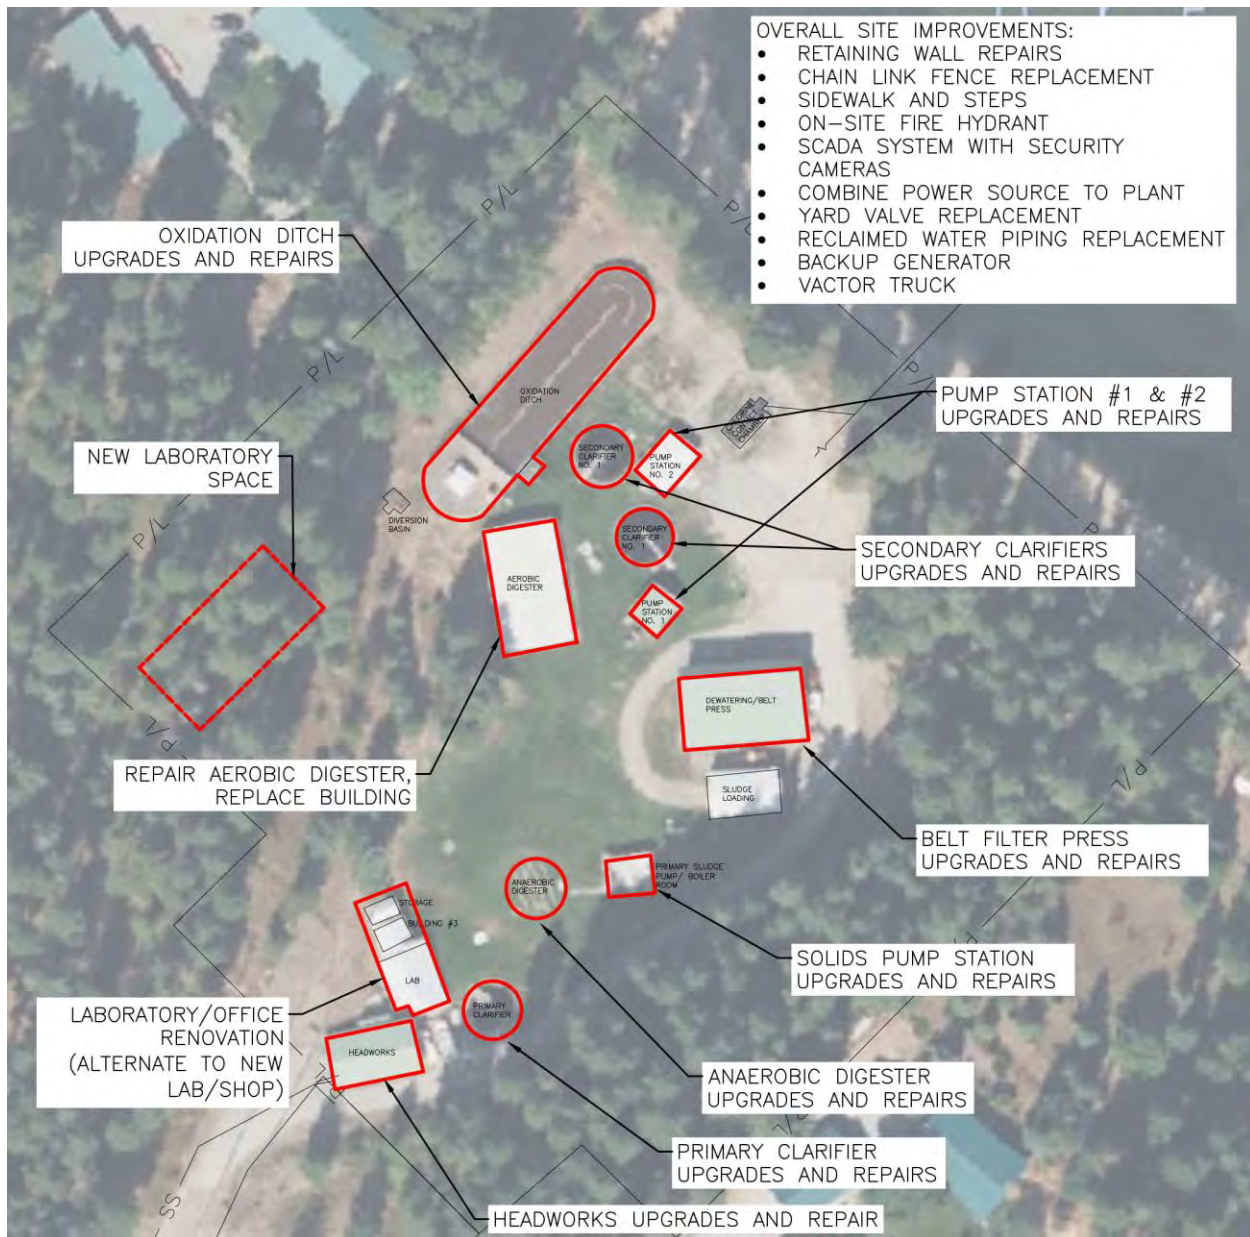 OVERALL SITE IMPROVEMENTS:
• RETAINING WALL REPAIRS
• CHAIN LINK FENCE REPLACEMENT
• SIDEWALK AND STEPS
• ON-SITE FIRE HYDRANT
• SCADA SYSTEM WITH SECURITY
CAMERAS
• COMBINE POWER SOURCE TO PLANT
• YARD VALVE REPLACEMENT
• RECLAIMED WATER PIPING REPLACEMENT
• BACKUP GENERATOR
• VACTOR TRUCK
P/L
P/L
P/L
P/L
P/L
P/L
OXIDATION DITCH
UPGRADES AND REPAIRS
OXIDATION
DITCH
PUMP STATION #1 & #2
UPGRADES AND REPAIRS
CHLORINE
CONTACT
CHAMBER
NEW LABORATORY
SPACE
SECONDARY
CLARIFIER
NO. 1
PUMP
STATION
NO. 2
DIVERSION
BASIN
SECONDARY
CLARIFIER
NO. 1
SECONDARY CLARIFIERS
UPGRADES AND REPAIRS
AEROBIC
DIGESTER
PUMP
STATION
NO. 1
DEWATERING/BELT
PRESS
REPAIR AEROBIC DIGESTER,
REPLACE BUILDING
SLUDGE
LOADING
BELT FILTER PRESS
UPGRADES AND REPAIRS
ANAEROBIC
DIGESTER
PRIMARY SLUDGE
PUMP/ BOILER
ROOM
STORAGE
BUILDING #3
LAB
SOLIDS PUMP STATION
UPGRADES AND REPAIRS
PRIMARY
CLARIFIER
LABORATORY/OFFICE
RENOVATION
(ALTERNATE TO NEW
LAB/SHOP)
HEADWORKS
ANAEROBIC DIGESTER
UPGRADES AND REPAIRS
PRIMARY CLARIFIER
UPGRADES AND REPAIRS
SS
HEADWORKS UPGRADES AND REPAIR